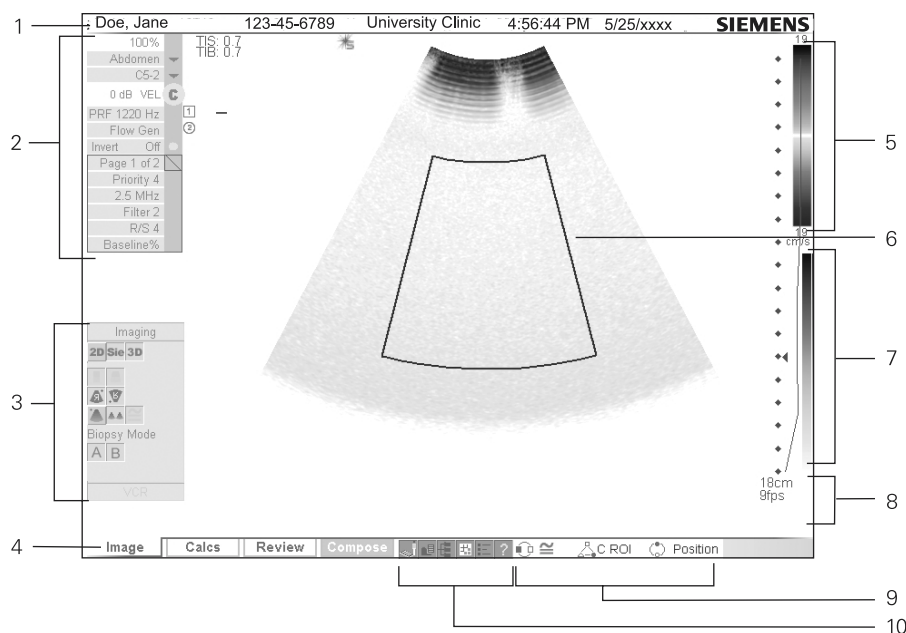 1
Doe, Jane 123-45-6789 University Clinic 4:56:44 PM 5/25/xxxx SIEMENS
100%
TIS: 0.7
TIB: 0.7
S
19
Abdomen
C5-2
0 dB VEL C
PRF 1220 Hz 1
Flow Gen 2
2
Invert Off
Page 1 of 2
Priority 4
2.5 MHz
Filter 2
R/S 4
Baseline%
5
19
cm/s
6
Imaging
2D Sie 3D
7
3
Biopsy Mode
A B
VCR
18cm
9fps
8
4
Image Calcs Review Compose ? C ROI Position
9
10